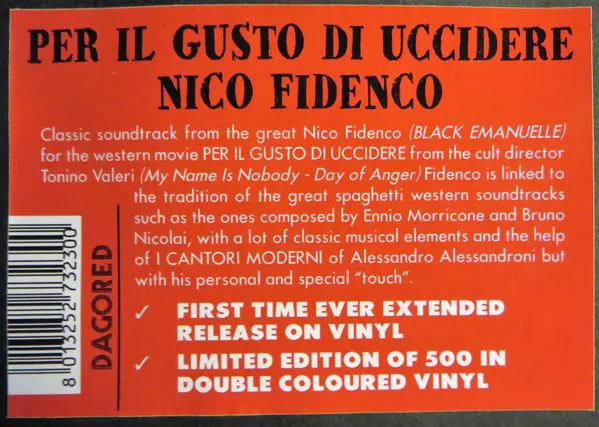 PER IL GUSTO DI UCCIDERE
NICO FIDENCO
Classic soundtrack from the great Nico Fidenco (BLACK EMANUELLE)
for the western movie PER IL GUSTO DI UCCIDERE from the cult director
Tonino Valeri (My Name Is Nobody - Day of Anger) Fidenco is linked to
the tradition of the great spaghetti western soundtracks
such as the ones composed by Ennio Morricone and Bruno
Nicolai, with a lot of classic musical elements and the help
of I CANTORI MODERNI of Alessandro Alessandroni but
with his personal and special "touch".
✓ FIRST TIME EVER EXTENDED
RELEASE ON VINYL
✓ LIMITED EDITION OF 500 IN
DOUBLE COLOURED VINYL
8 013252 732300
DAGORED